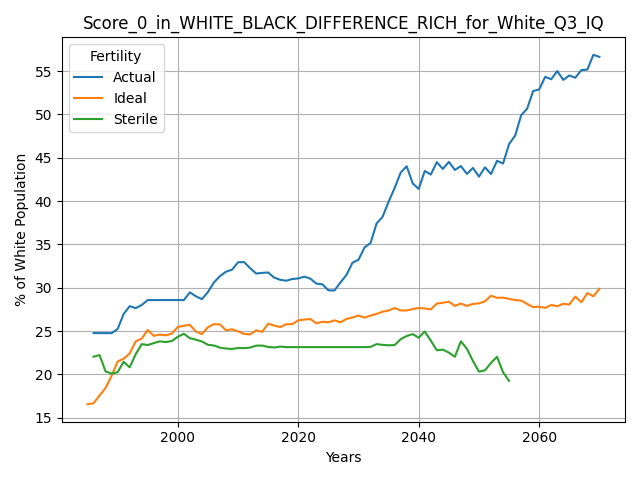 Score_0_in_WHITE_BLACK_DIFFERENCE_RICH_for_White_Q3_IQ
Fertility
Actual
Ideal
Sterile
% of White Population
55
50
45
40
35
30
25
20
15
2000
2020
2040
2060
Years